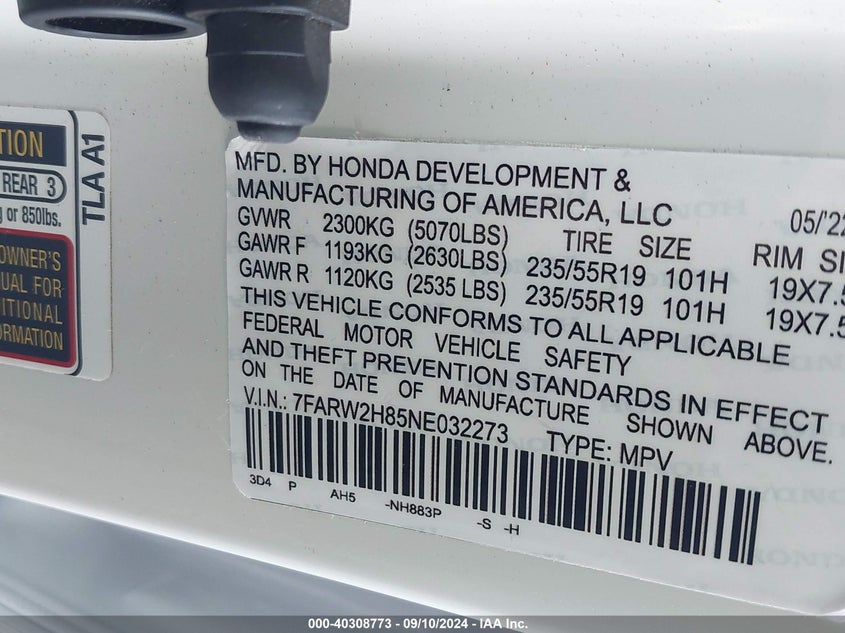 TION
REAR 3
g or 850lbs.
OWNER'S
NUAL FOR
DITIONAL
ORMATION
TLA A1
MFD. BY HONDA DEVELOPMENT &
MANUFACTURING OF AMERICA, LLC 05/'22
GVWR 2300KG (5070LBS) TIRE SIZE RIM SI
GAWR F 1193KG (2630LBS) 235/55R19 101H 19X7.5
GAWR R 1120KG (2535 LBS) 235/55R19 101H 19X7.5
THIS VEHICLE CONFORMS TO ALL APPLICABLE
FEDERAL MOTOR VEHICLE SAFETY
AND THEFT PREVENTION STANDARDS IN EFFECT
ON THE DATE OF MANUFACTURE SHOWN ABOVE.
V.I.N.: 7FARW2H85NE032273 TYPE: MPV
3D4 P AH5 -NH883P -S -H
000-40308773 - 09/10/2024 - IAA Inc.